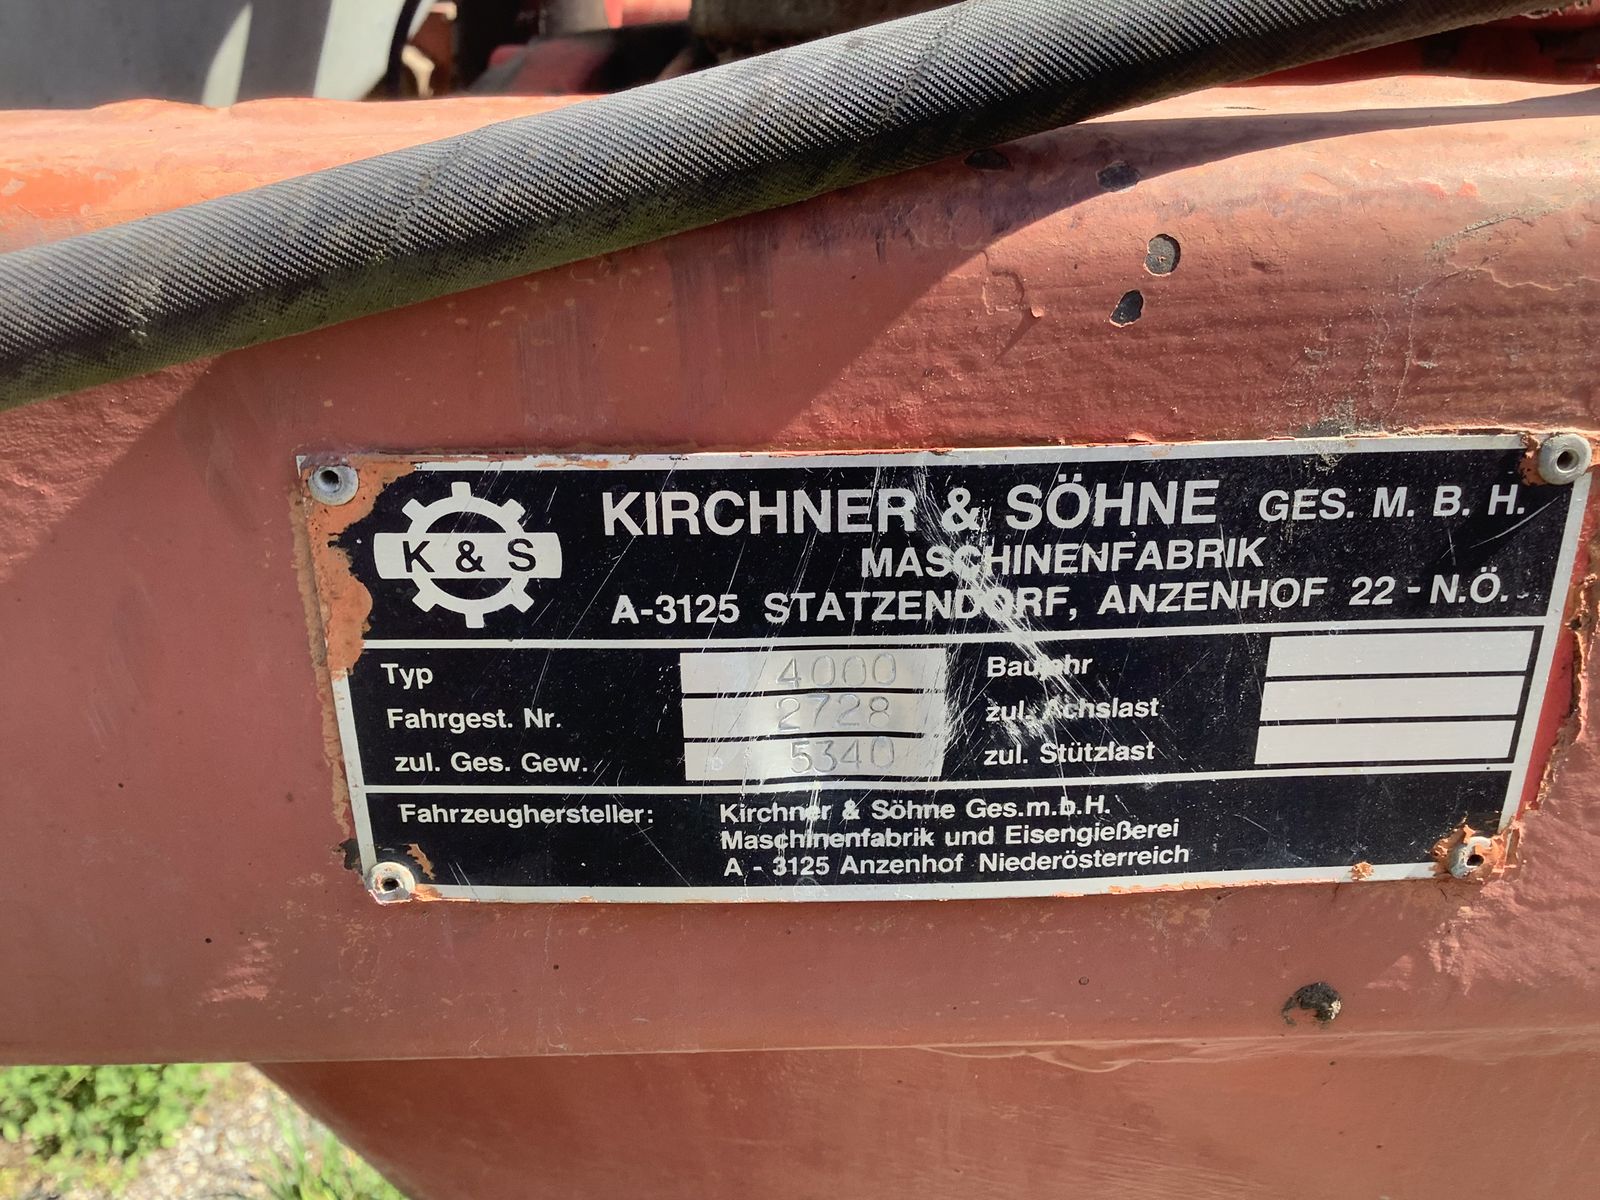 K & S
KIRCHNER & SÖHNE GES. M. B. H.
MASCHINENFABRIK
A-3125 STATZENDORF, ANZENHOF 22 - N.Ö.
Typ 4000 Baujahr
Fahrgest. Nr. 2728 zul. Achslast
zul. Ges. Gew. 5340 zul. Stützlast
Fahrzeughersteller: Kirchner & Söhne Ges.m.b.H.
Maschinenfabrik und Eisengießerei
A - 3125 Anzenhof Niederösterreich